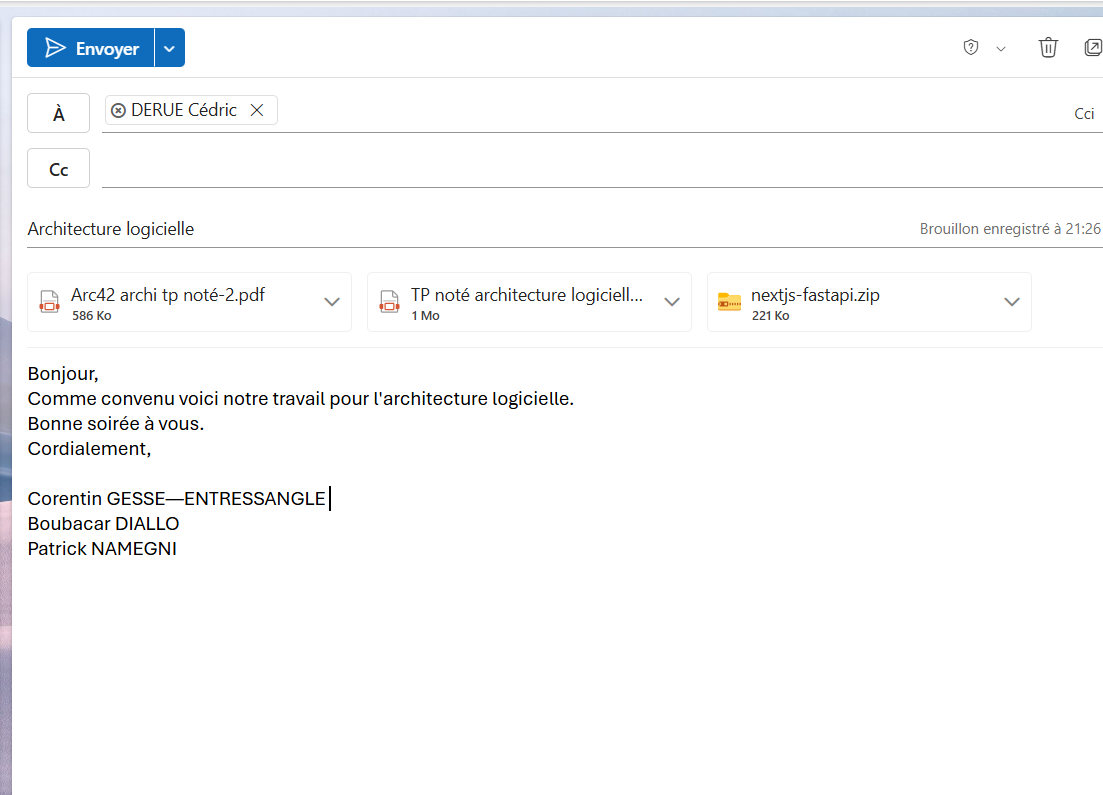 Envoyer
À
DERUE Cédric
Cci
Cc
Architecture logicielle
Brouillon enregistré à 21:26
Arc42 archi tp noté-2.pdf
586 Ko
TP noté architecture logiciell...
1 Mo
nextjs-fastapi.zip
221 Ko
Bonjour,
Comme convenu voici notre travail pour l'architecture logicielle.
Bonne soirée à vous.
Cordialement,
Corentin GESSE—ENTRESSANGLE
Boubacar DIALLO
Patrick NAMEGNI